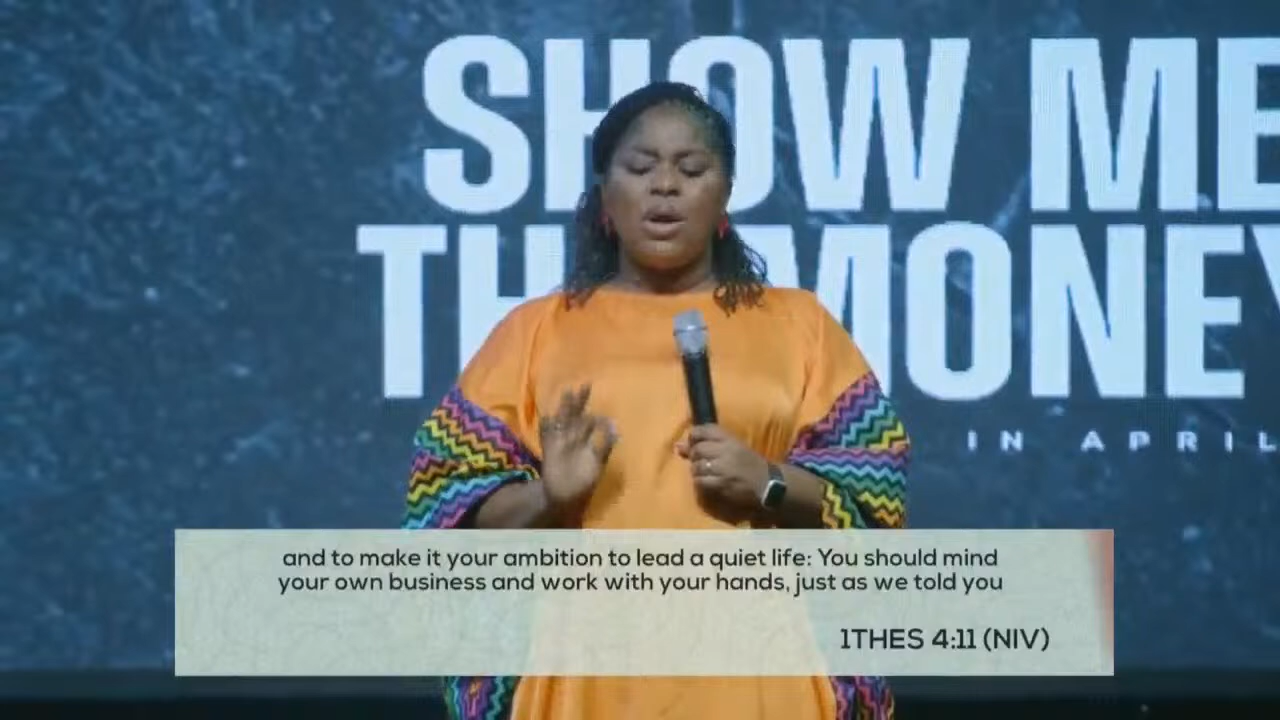 SHOW ME
THE MONEY
IN APRIL
and to make it your ambition to lead a quiet life: You should mind
your own business and work with your hands, just as we told you
1THES 4:11 (NIV)